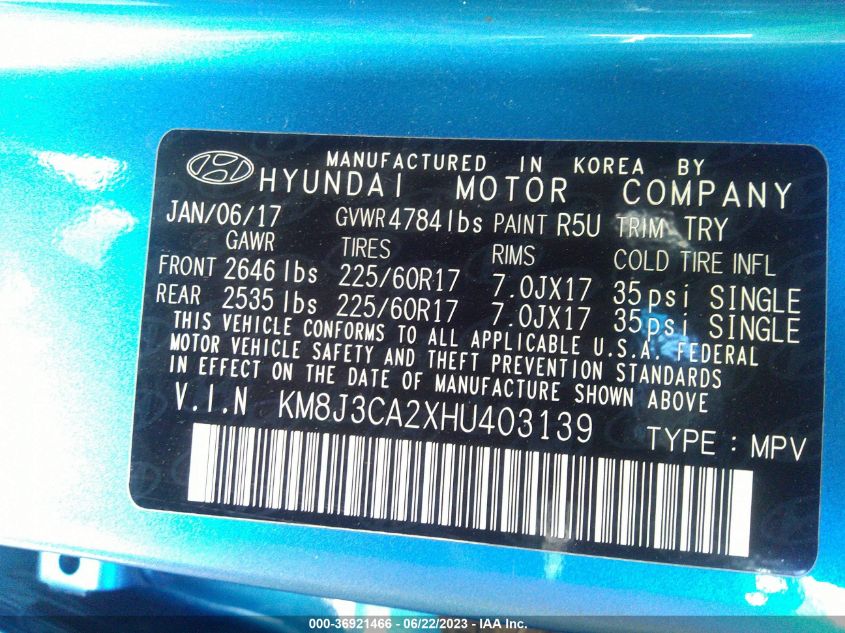 MANUFACTURED IN KOREA BY
HYUNDAI MOTOR COMPANY
JAN/06/17 GVWR 4784lbs PAINT R5U TRIM TRY
GAWR TIRES RIMS COLD TIRE INFL
FRONT 2646 lbs 225/60R17 7.0JX17 35psi SINGLE
REAR 2535 lbs 225/60R17 7.0JX17 35psi SINGLE
THIS VEHICLE CONFORMS TO ALL APPLICABLE U.S.A. FEDERAL
MOTOR VEHICLE SAFETY AND THEFT PREVENTION STANDARDS
IN EFFECT ON THE DATE OF MANUFACTURE SHOWN ABOVE
V.I.N KM8J3CA2XHU403139 TYPE : MPV
000-36921466 - 06/22/2023 - IAA Inc.